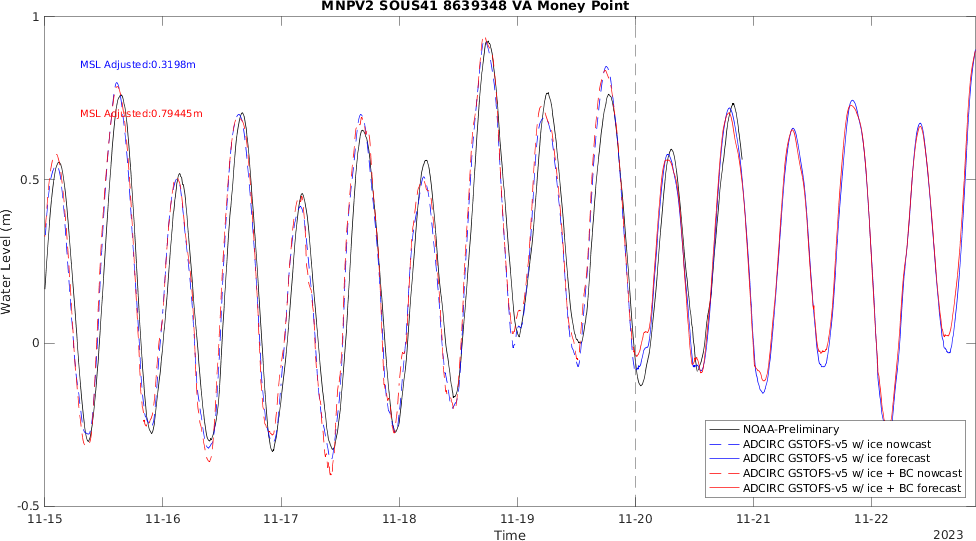 MNPV2 SOUS41 8639348 VA Money Point
MSL Adjusted:0.3198m
MSL Adjusted:0.79445m
Water Level (m)
1
0.5
0
-0.5
11-15
11-16
11-17
11-18
11-19
11-20
11-21
11-22
Time
2023
NOAA-Preliminary
ADCIRC GSTOFS-v5 w/ ice nowcast
ADCIRC GSTOFS-v5 w/ ice forecast
ADCIRC GSTOFS-v5 w/ ice + BC nowcast
ADCIRC GSTOFS-v5 w/ ice + BC forecast